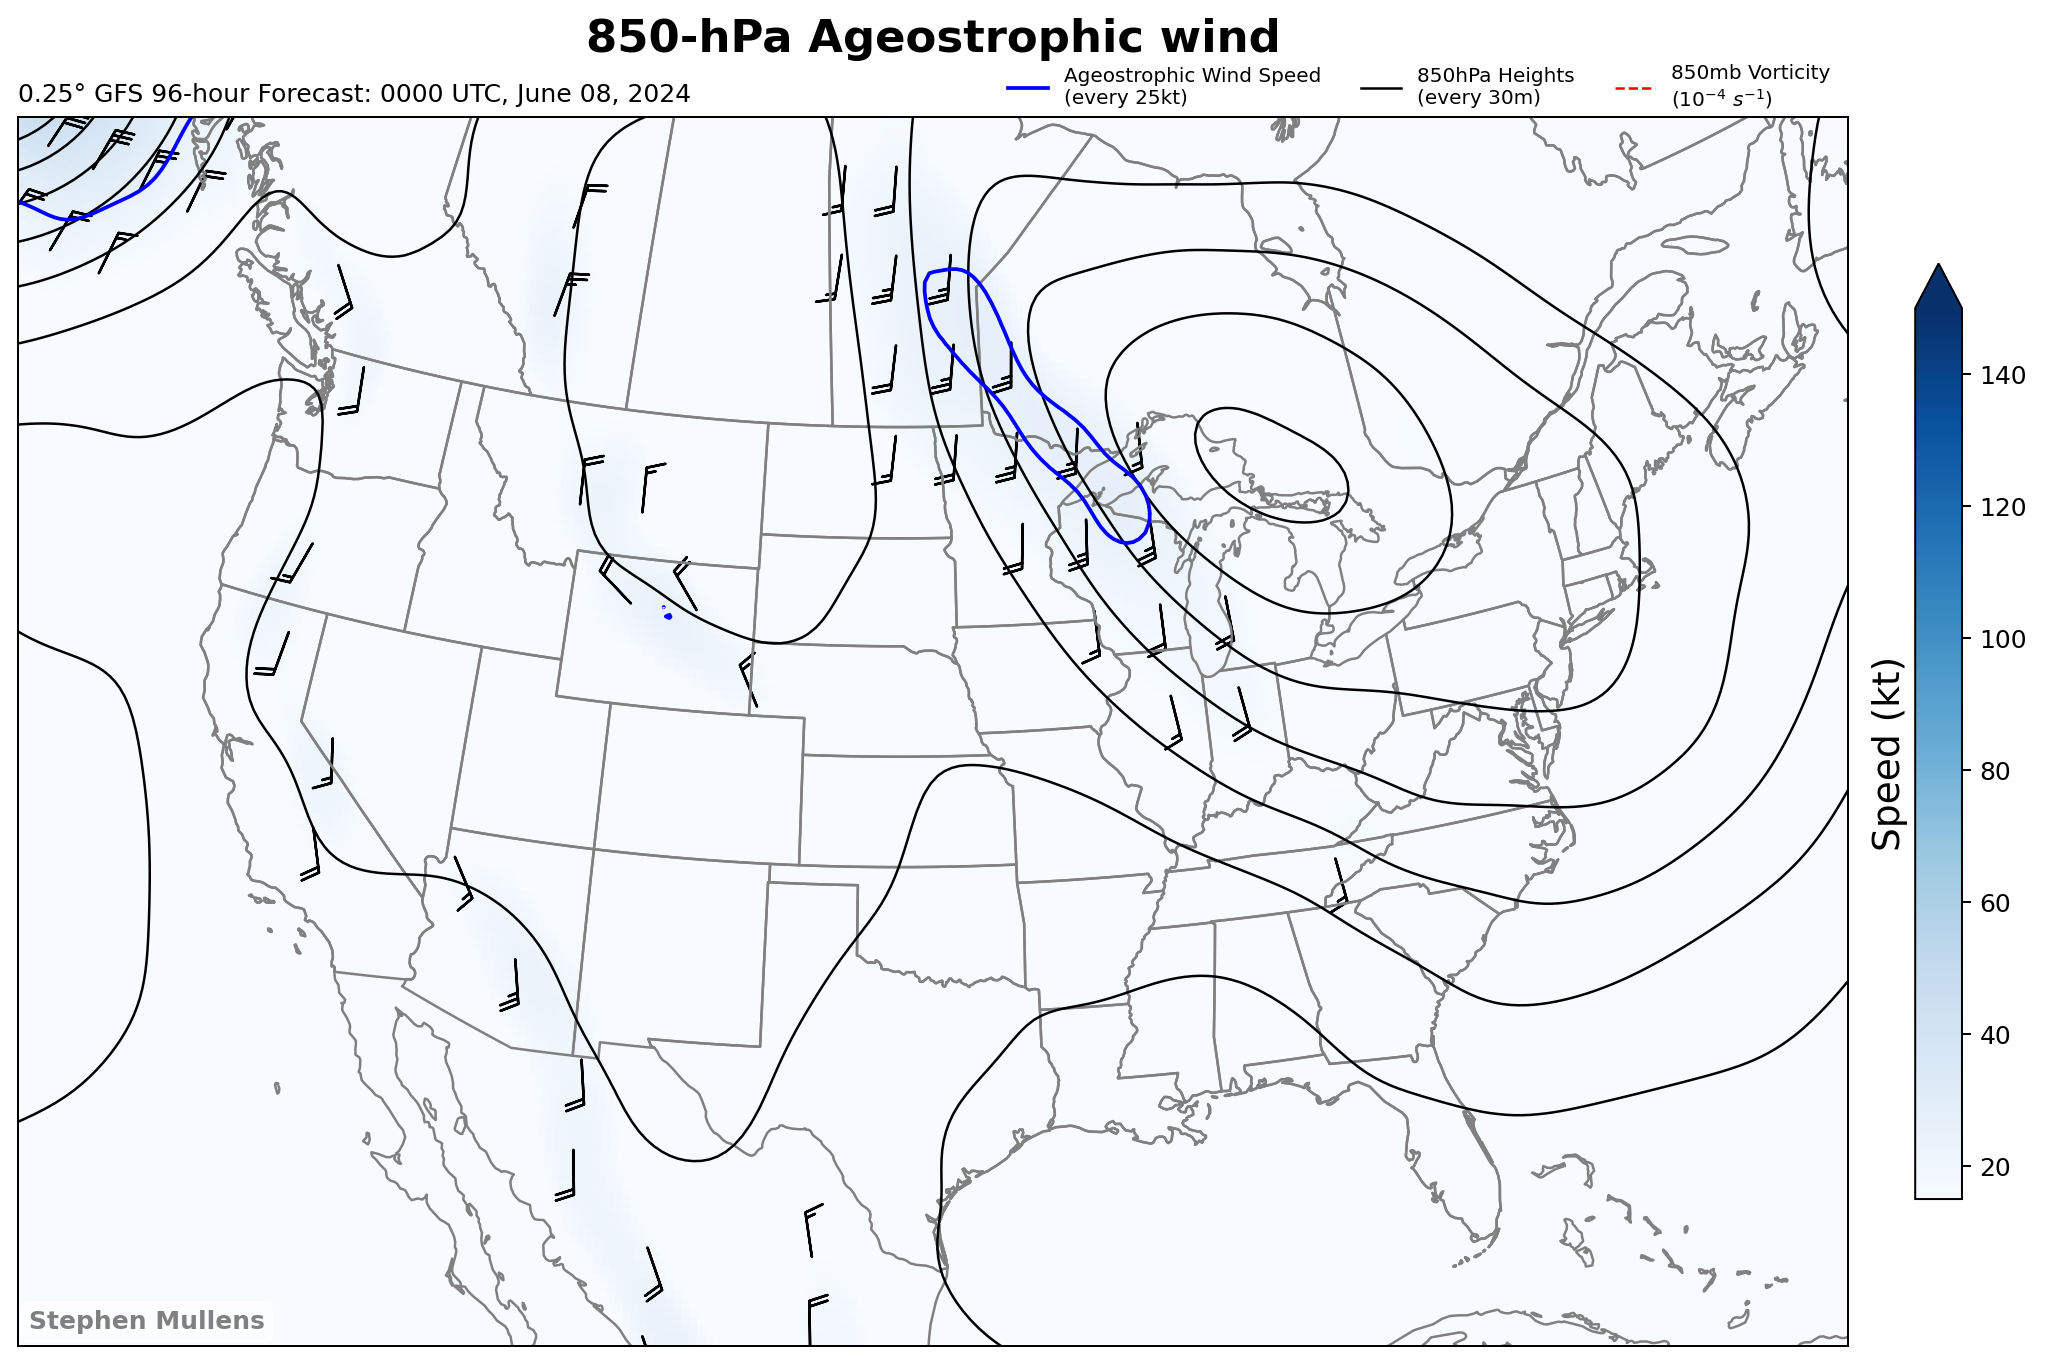 850-hPa Ageostrophic wind
0.25° GFS 96-hour Forecast: 0000 UTC, June 08, 2024
Ageostrophic Wind Speed
(every 25kt)
850hPa Heights
(every 30m)
850mb Vorticity
(10⁻⁴ s⁻¹)
140
120
100
80
60
40
20
Speed (kt)
Stephen Mullens